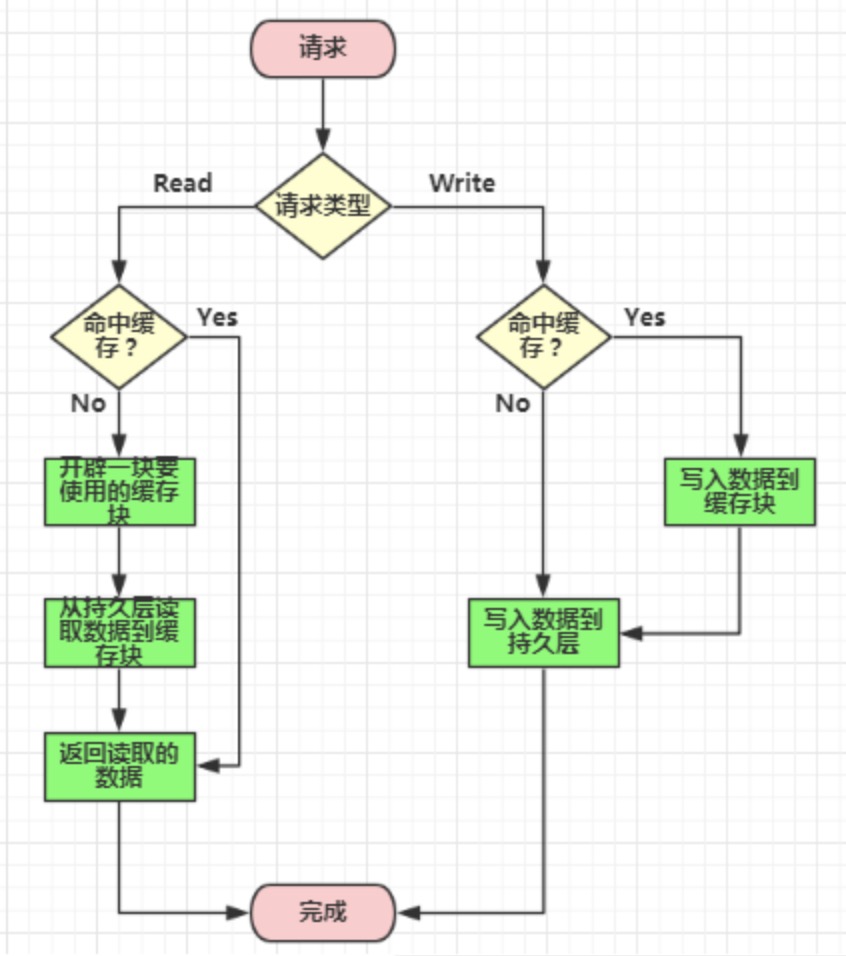 请求
Read
Write
请求类型
命中缓
存？
Yes
No
命中缓
存？
Yes
No
开辟一块要
使用的缓存
块
写入数据到
缓存块
从持久层读
取数据到缓
存块
写入数据到
持久层
返回读取的
数据
完成